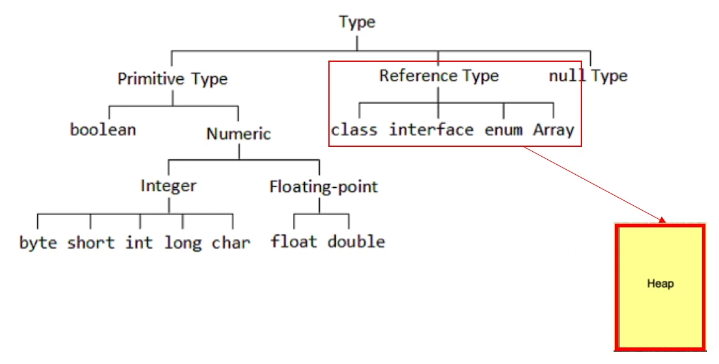 Type
Primitive Type Reference Type null Type
boolean Numeric class interface enum Array
Integer Floating-point
byte short int long char float double
Heap